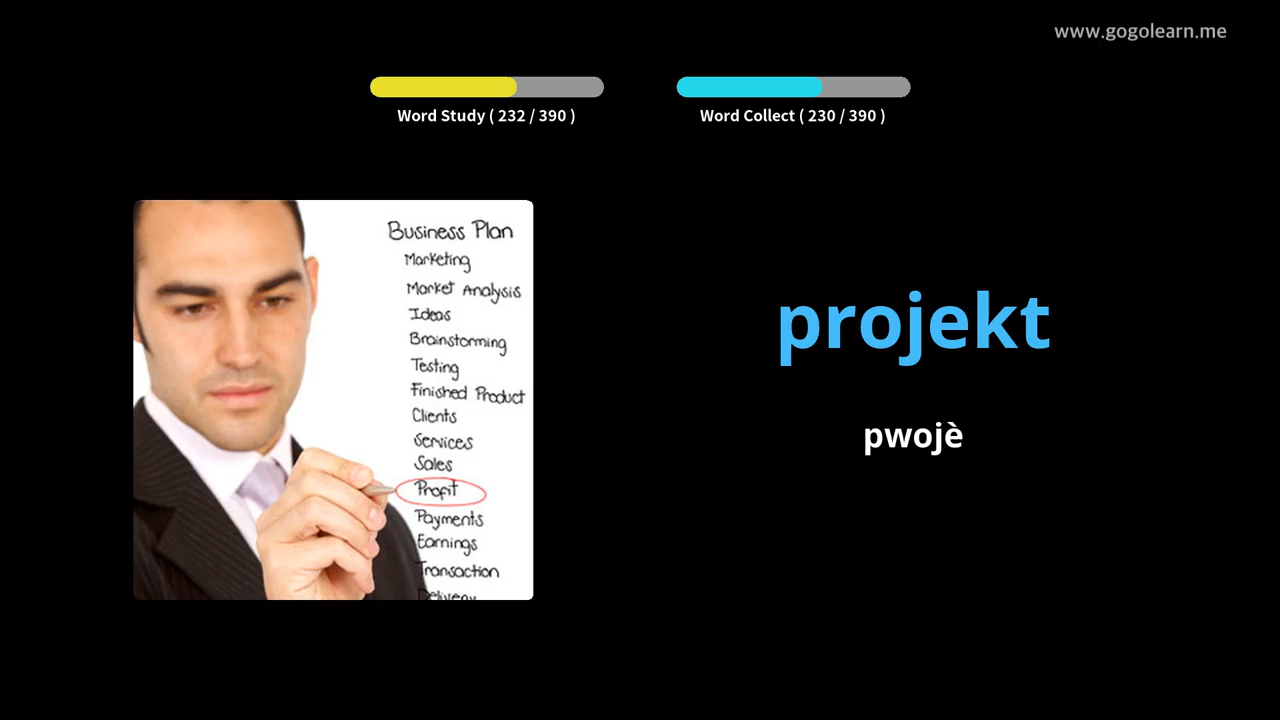 www.gogolearn.me
Word Study ( 232 / 390 )
Word Collect ( 230 / 390 )
Business Plan
Marketing
Market Analysis
Ideas
Brainstorming
Testing
Finished Product
Clients
Services
Sales
Profit
Payments
Earnings
Transaction
Delivery
projekt
pwojè